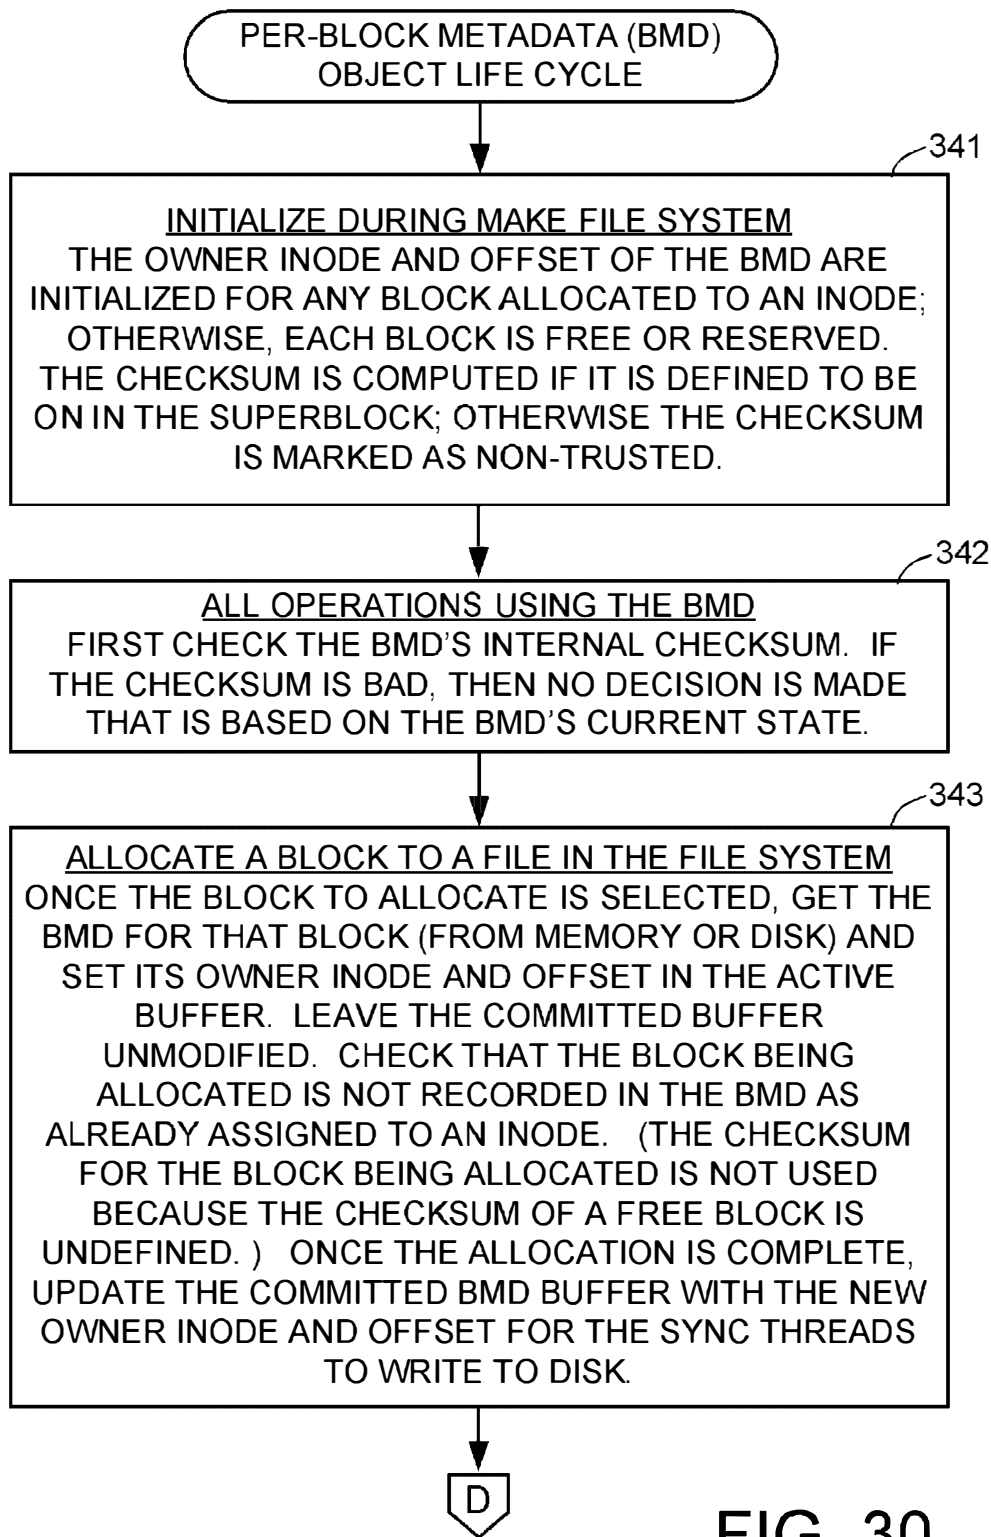 PER-BLOCK METADATA (BMD)
OBJECT LIFE CYCLE
341
INITIALIZE DURING MAKE FILE SYSTEM
THE OWNER INODE AND OFFSET OF THE BMD ARE
INITIALIZED FOR ANY BLOCK ALLOCATED TO AN INODE;
OTHERWISE, EACH BLOCK IS FREE OR RESERVED.
THE CHECKSUM IS COMPUTED IF IT IS DEFINED TO BE
ON IN THE SUPERBLOCK; OTHERWISE THE CHECKSUM
IS MARKED AS NON-TRUSTED.
342
ALL OPERATIONS USING THE BMD
FIRST CHECK THE BMD'S INTERNAL CHECKSUM. IF
THE CHECKSUM IS BAD, THEN NO DECISION IS MADE
THAT IS BASED ON THE BMD'S CURRENT STATE.
343
ALLOCATE A BLOCK TO A FILE IN THE FILE SYSTEM
ONCE THE BLOCK TO ALLOCATE IS SELECTED, GET THE
BMD FOR THAT BLOCK (FROM MEMORY OR DISK) AND
SET ITS OWNER INODE AND OFFSET IN THE ACTIVE
BUFFER. LEAVE THE COMMITTED BUFFER
UNMODIFIED. CHECK THAT THE BLOCK BEING
ALLOCATED IS NOT RECORDED IN THE BMD AS
ALREADY ASSIGNED TO AN INODE. (THE CHECKSUM
FOR THE BLOCK BEING ALLOCATED IS NOT USED
BECAUSE THE CHECKSUM OF A FREE BLOCK IS
UNDEFINED. ) ONCE THE ALLOCATION IS COMPLETE,
UPDATE THE COMMITTED BMD BUFFER WITH THE NEW
OWNER INODE AND OFFSET FOR THE SYNC THREADS
TO WRITE TO DISK.
D
FIG. 30